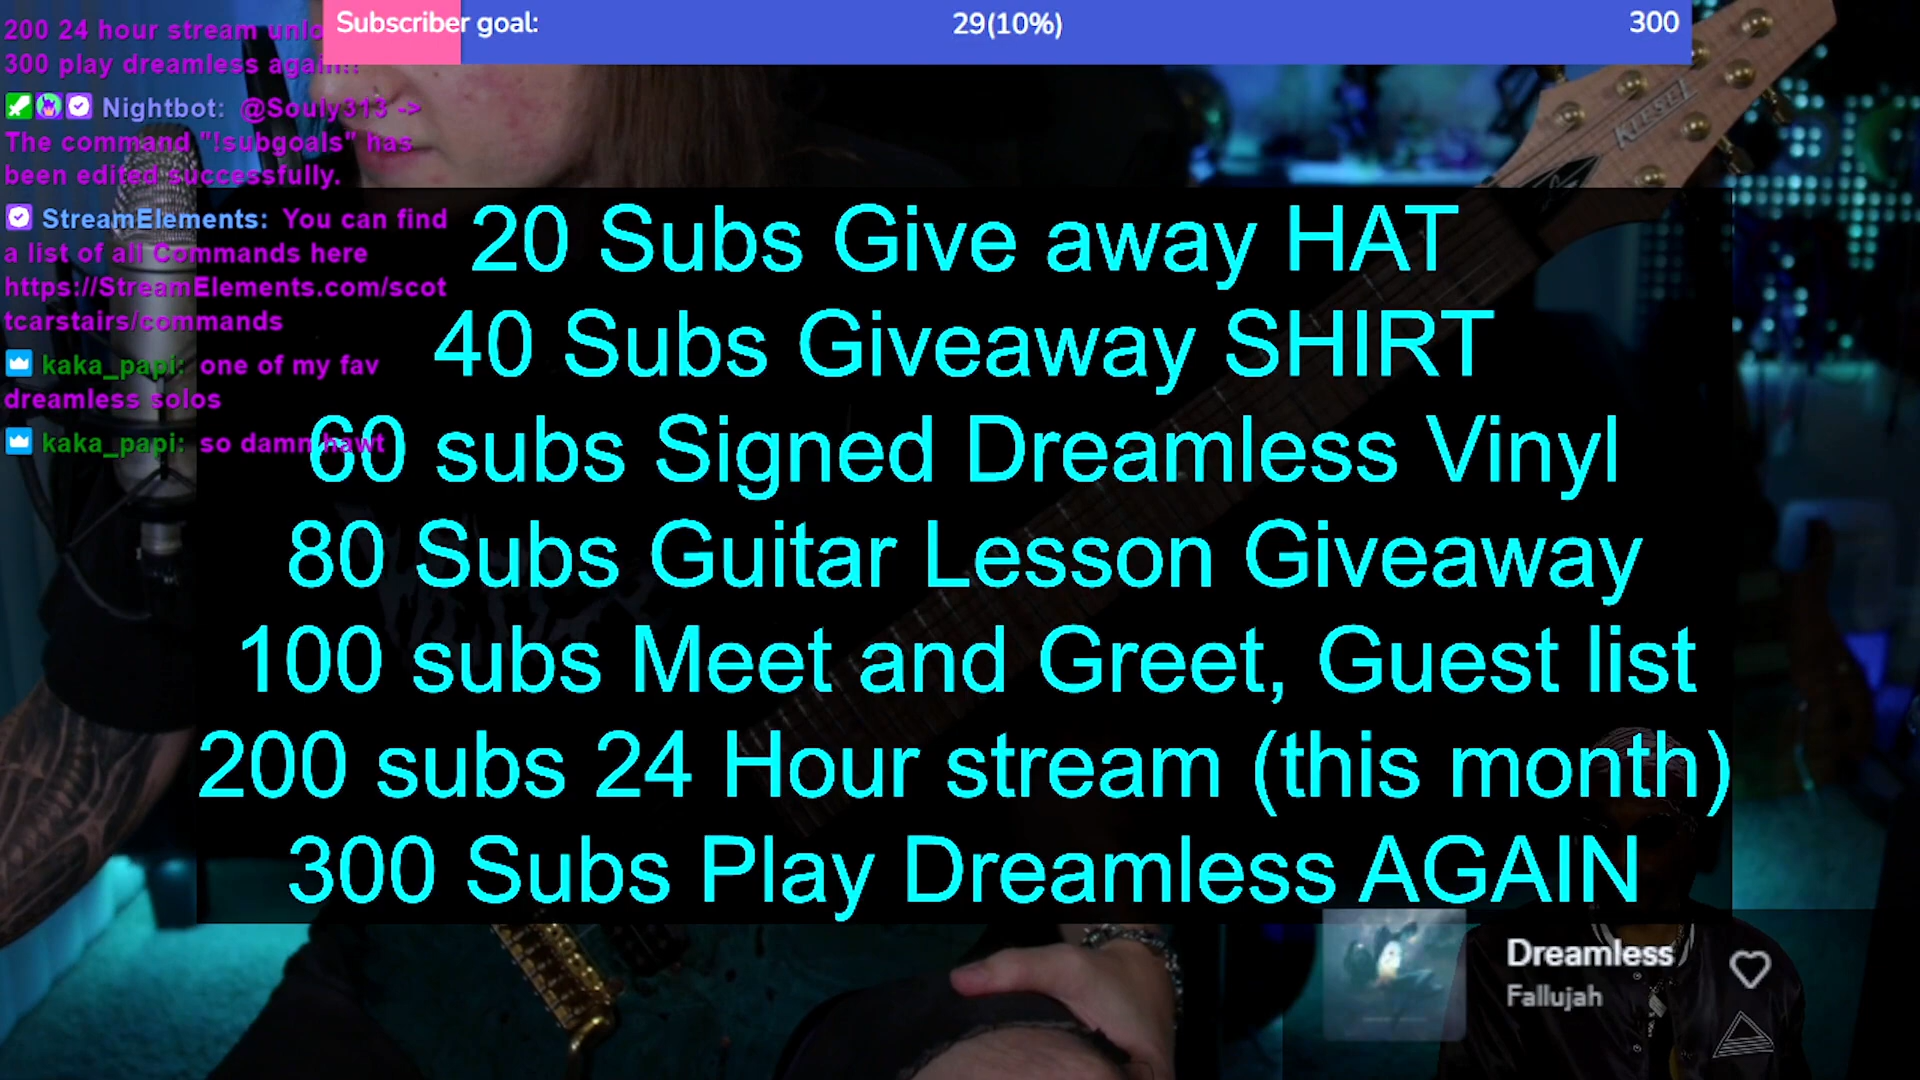 Subscriber goal: 29(10%) 300
200 24 hour stream unlo
300 play dreamless again!!
Nightbot: @Souly313 ->
The command "!subgoals" has
been edited successfully.
StreamElements: You can find
a list of all Commands here
https://StreamElements.com/scot
tcarstairs/commands
kaka_papi: one of my fav
dreamless solos
kaka_papi: so damn hawt
KIESEL
20 Subs Give away HAT
40 Subs Giveaway SHIRT
60 subs Signed Dreamless Vinyl
80 Subs Guitar Lesson Giveaway
100 subs Meet and Greet, Guest list
200 subs 24 Hour stream (this month)
300 Subs Play Dreamless AGAIN
Dreamless
Fallujah